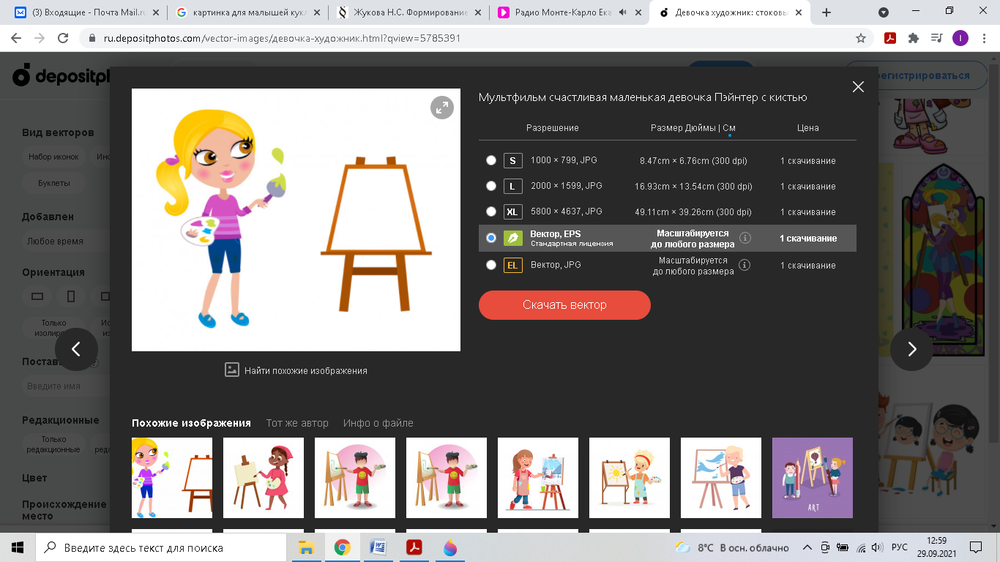 (3) Входящие - Почта Mail.ru
картинка для малышей кукл
Жукова Н.С. Формирование
Радио Монте-Карло Ека
Девочка художник: стоковы
ru.depositphotos.com/vector-images/девочка-художник.html?qview=5785391
I
depositph
регистрироваться
Вид векторов
Набор иконок
Буклеты
Добавлен
Любое время
Ориентация
Только
изолиро
Постав
Введите имя
Редакционные
Только
редакционные
Цвет
Происхождение
место
Мультфильм счастливая маленькая девочка Пэйнтер с кистью
Разрешение Размер Дюймы | См Цена
S 1000 × 799, JPG 8.47cm × 6.76cm (300 dpi) 1 скачивание
L 2000 × 1599, JPG 16.93cm × 13.54cm (300 dpi) 1 скачивание
XL 5800 × 4637, JPG 49.11cm × 39.26cm (300 dpi) 1 скачивание
Вектор, EPS Масштабируется 1 скачивание
Стандартная лицензия до любого размера
EL Вектор, JPG Масштабируется 1 скачивание
до любого размера
Скачать вектор
Найти похожие изображения
Похожие изображения Тот же автор Инфо о файле
ART
Введите здесь текст для поиска
8°C В осн. облачно
РУС
12:59
29.09.2021